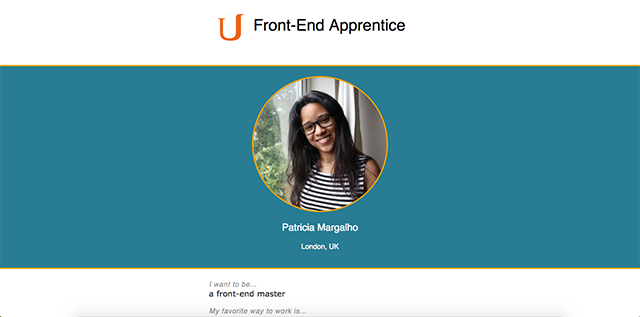 U Front-End Apprentice
Patricia Margalho
London, UK
I want to be...
a front-end master
My favorite way to work is...